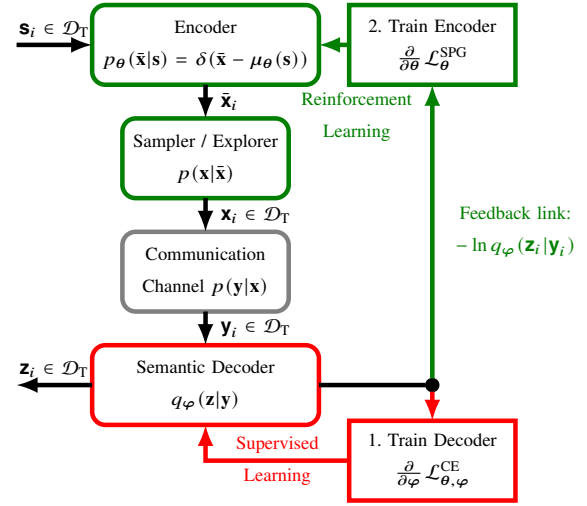 s_i ∈ 𝒟_T
Encoder
p_θ(x̄|s) = δ(x̄ − μ_θ(s))
2. Train Encoder
∂/∂θ ℒ_θ^SPG
x̄_i
Reinforcement
Learning
Sampler / Explorer
p(x|x̄)
x_i ∈ 𝒟_T
Feedback link:
− ln q_φ(z_i|y_i)
Communication
Channel p(y|x)
y_i ∈ 𝒟_T
z_i ∈ 𝒟_T
Semantic Decoder
q_φ(z|y)
Supervised
Learning
1. Train Decoder
∂/∂φ ℒ_θ,φ^CE